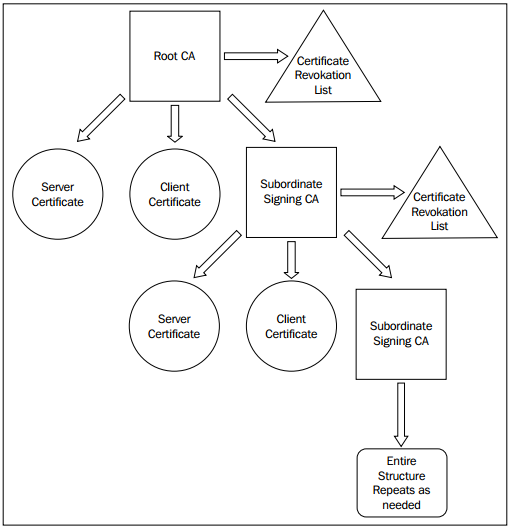 Root CA
Certificate
Revokation
List
Server
Certificate
Client
Certificate
Subordinate
Signing CA
Certificate
Revokation
List
Server
Certificate
Client
Certificate
Subordinate
Signing CA
Entire
Structure
Repeats as
needed